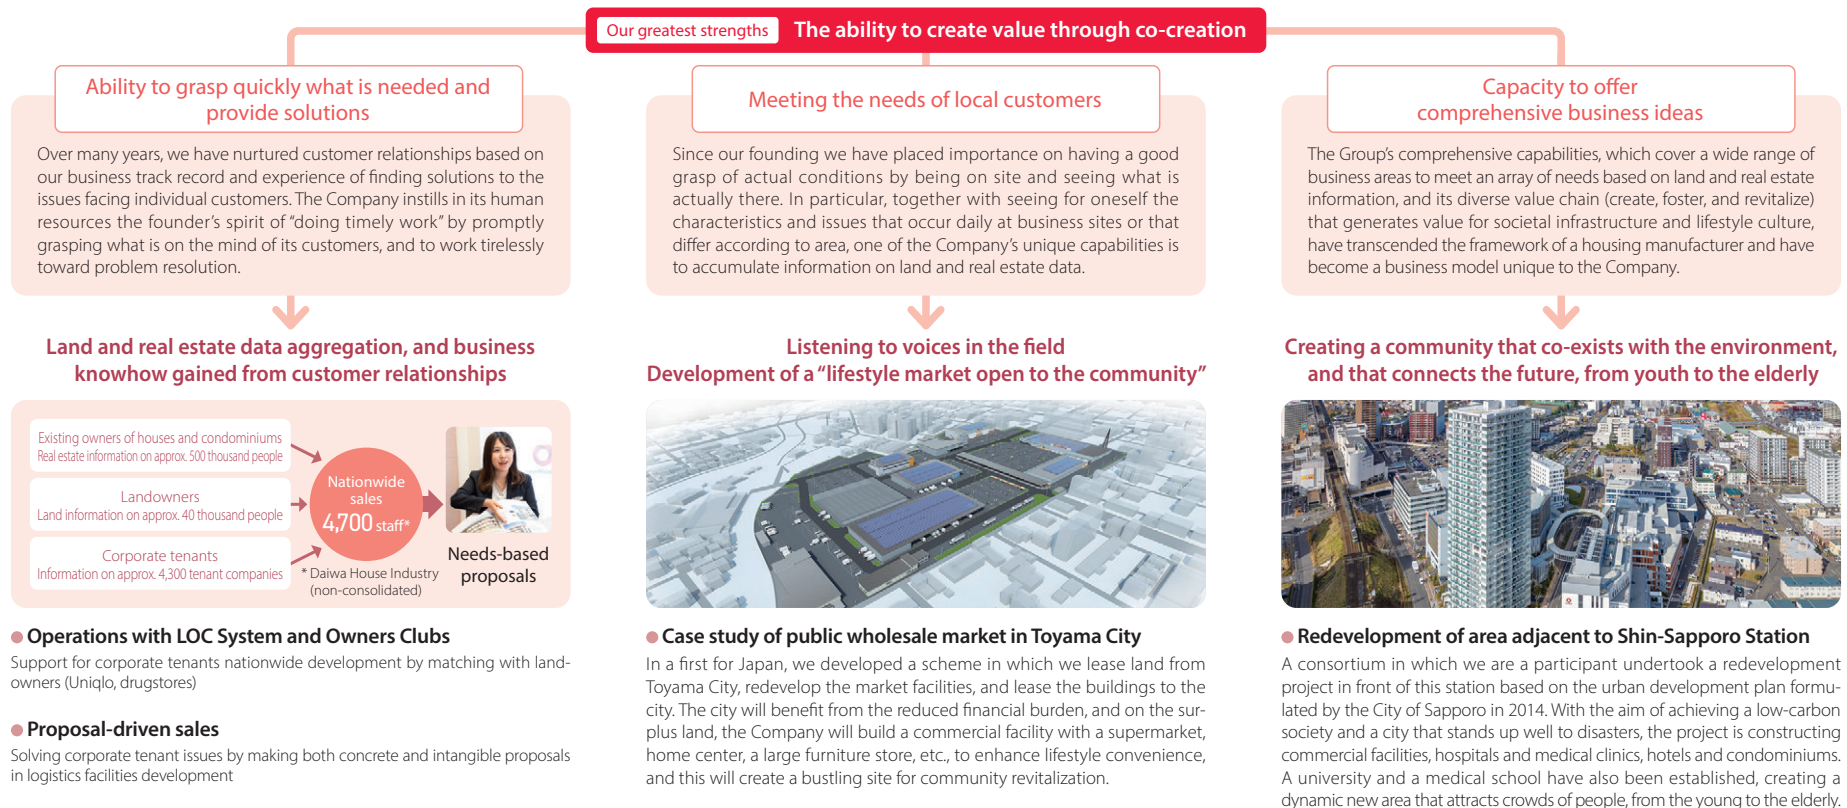 Our greatest strengths The ability to create value through co-creation
Ability to grasp quickly what is needed and
provide solutions
Over many years, we have nurtured customer relationships based on
our business track record and experience of finding solutions to the
issues facing individual customers. The Company instills in its human
resources the founder's spirit of “doing timely work” by promptly
grasping what is on the mind of its customers, and to work tirelessly
toward problem resolution.
Land and real estate data aggregation, and business
knowhow gained from customer relationships
Existing owners of houses and condominiums
Real estate information on approx. 500 thousand people
Landowners
Land information on approx. 40 thousand people
Corporate tenants
Information on approx. 4,300 tenant companies
Nationwide
sales
4,700 staff*
* Daiwa House Industry
(non-consolidated)
Needs-based
proposals
● Operations with LOC System and Owners Clubs
Support for corporate tenants nationwide development by matching with land-
owners (Uniqlo, drugstores)
● Proposal-driven sales
Solving corporate tenant issues by making both concrete and intangible proposals
in logistics facilities development
Meeting the needs of local customers
Since our founding we have placed importance on having a good
grasp of actual conditions by being on site and seeing what is
actually there. In particular, together with seeing for oneself the
characteristics and issues that occur daily at business sites or that
differ according to area, one of the Company's unique capabilities is
to accumulate information on land and real estate data.
Listening to voices in the field
Development of a “lifestyle market open to the community”
● Case study of public wholesale market in Toyama City
In a first for Japan, we developed a scheme in which we lease land from
Toyama City, redevelop the market facilities, and lease the buildings to the
city. The city will benefit from the reduced financial burden, and on the sur-
plus land, the Company will build a commercial facility with a supermarket,
home center, a large furniture store, etc., to enhance lifestyle convenience,
and this will create a bustling site for community revitalization.
Capacity to offer
comprehensive business ideas
The Group's comprehensive capabilities, which cover a wide range of
business areas to meet an array of needs based on land and real estate
information, and its diverse value chain (create, foster, and revitalize)
that generates value for societal infrastructure and lifestyle culture,
have transcended the framework of a housing manufacturer and have
become a business model unique to the Company.
Creating a community that co-exists with the environment,
and that connects the future, from youth to the elderly
● Redevelopment of area adjacent to Shin-Sapporo Station
A consortium in which we are a participant undertook a redevelopment
project in front of this station based on the urban development plan formu-
lated by the City of Sapporo in 2014. With the aim of achieving a low-carbon
society and a city that stands up well to disasters, the project is constructing
commercial facilities, hospitals and medical clinics, hotels and condominiums.
A university and a medical school have also been established, creating a
dynamic new area that attracts crowds of people, from the young to the elderly.